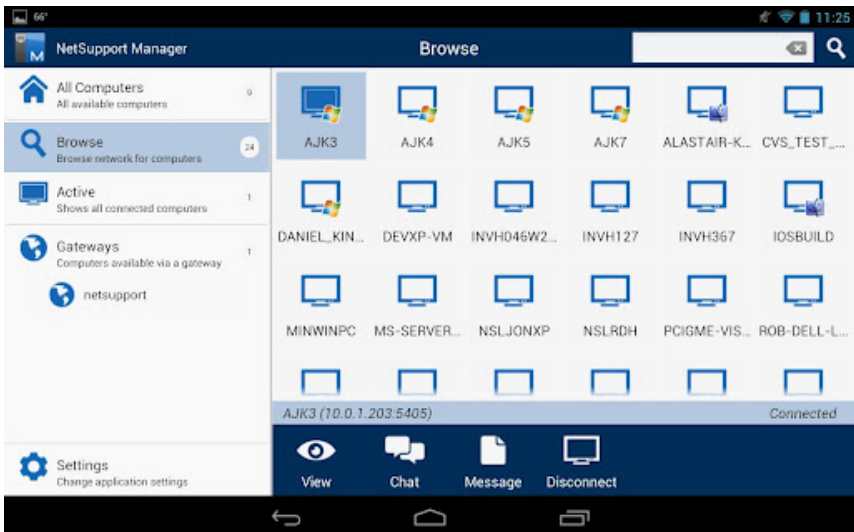 66°
11:25
M
NetSupport Manager
Browse
All Computers
All available computers
9
Browse
Browse network for computers
24
Active
Shows all connected computers
1
Gateways
Computers available via a gateway
1
netsupport
Settings
Change application settings
AJK3 AJK4 AJK5 AJK7 ALASTAIR-K... CVS_TEST_...
DANIEL_KIN... DEVXP-VM INVH046W2... INVH127 INVH367 IOSBUILD
MINWINPC MS-SERVER... NSLJONXP NSLRDH PCIGME-VIS... ROB-DELL-L...
AJK3 (10.0.1.203:5405) Connected
View Chat Message Disconnect